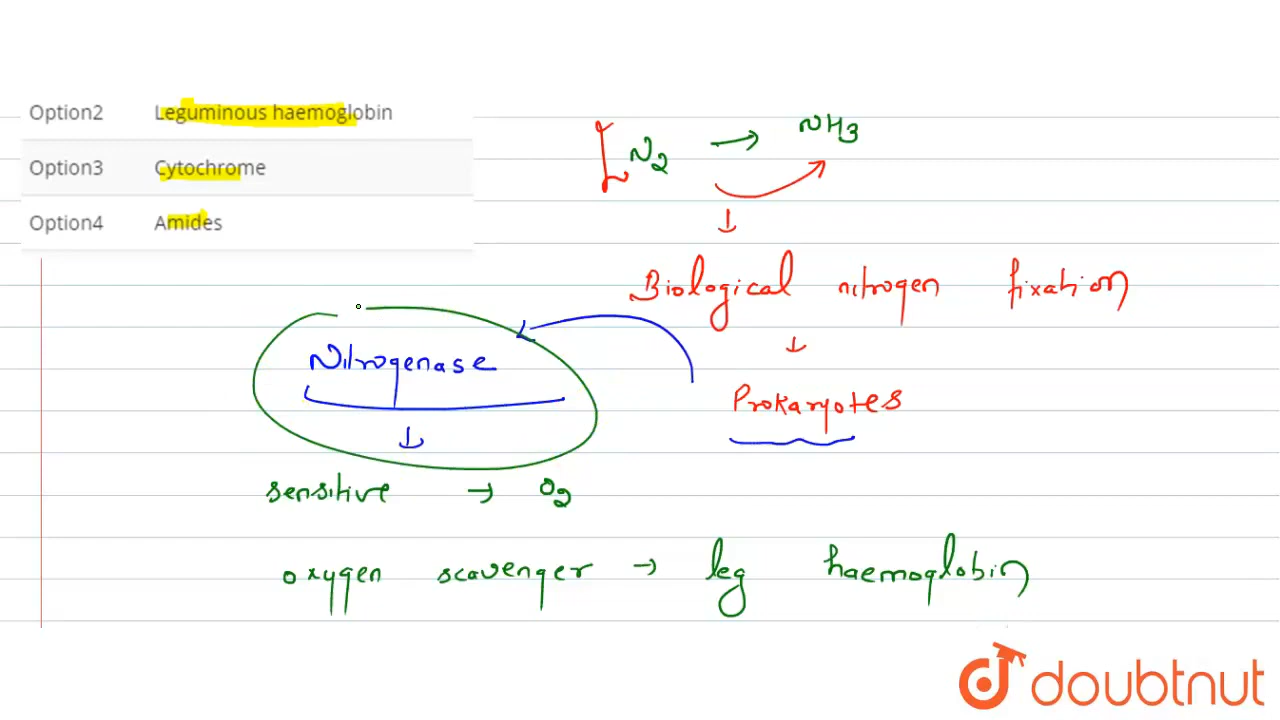 Option2 Leguminous haemoglobin
Option3 Cytochrome
Option4 Amides
N2 → NH3
↓
Biological nitrogen fixation
↓
Prokaryotes
Nitrogenase
↓
sensitive → O2
oxygen scavenger → leg haemoglobin
doubtnut